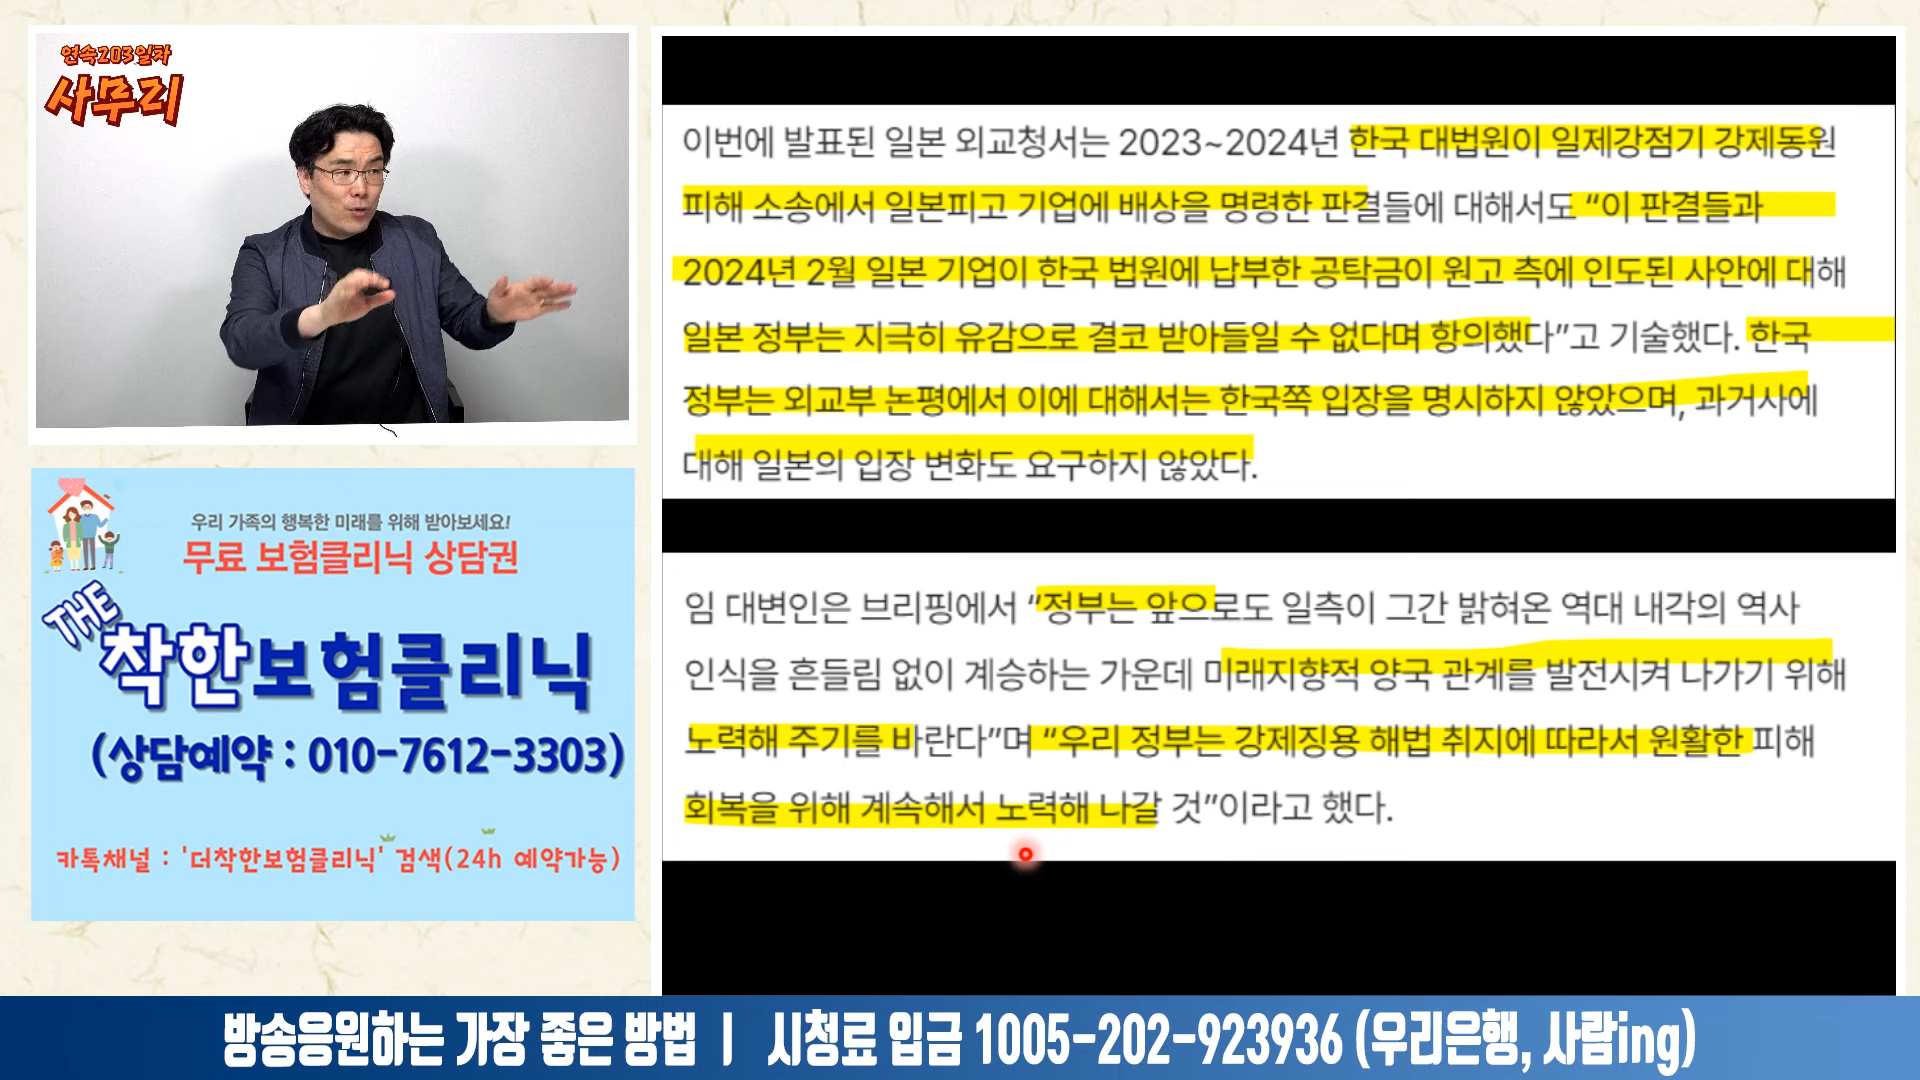 연속203일차
사무리
이번에 발표된 일본 외교청서는 2023~2024년 한국 대법원이 일제강점기 강제동원
피해 소송에서 일본피고 기업에 배상을 명령한 판결들에 대해서도 “이 판결들과
2024년 2월 일본 기업이 한국 법원에 납부한 공탁금이 원고 측에 인도된 사안에 대해
일본 정부는 지극히 유감으로 결코 받아들일 수 없다며 항의했다”고 기술했다. 한국
정부는 외교부 논평에서 이에 대해서는 한국쪽 입장을 명시하지 않았으며, 과거사에
대해 일본의 입장 변화도 요구하지 않았다.
임 대변인은 브리핑에서 “정부는 앞으로도 일측이 그간 밝혀온 역대 내각의 역사
인식을 흔들림 없이 계승하는 가운데 미래지향적 양국 관계를 발전시켜 나가기 위해
노력해 주기를 바란다”며 “우리 정부는 강제징용 해법 취지에 따라서 원활한 피해
회복을 위해 계속해서 노력해 나갈 것”이라고 했다.
우리 가족의 행복한 미래를 위해 받아보세요!
무료 보험클리닉 상담권
THE
착한보험클리닉
(상담예약 : 010-7612-3303)
카톡채널 : '더착한보험클리닉' 검색(24h 예약가능)
방송응원하는 가장 좋은 방법 ㅣ 시청료 입금 1005-202-923936 (우리은행, 사람ing)